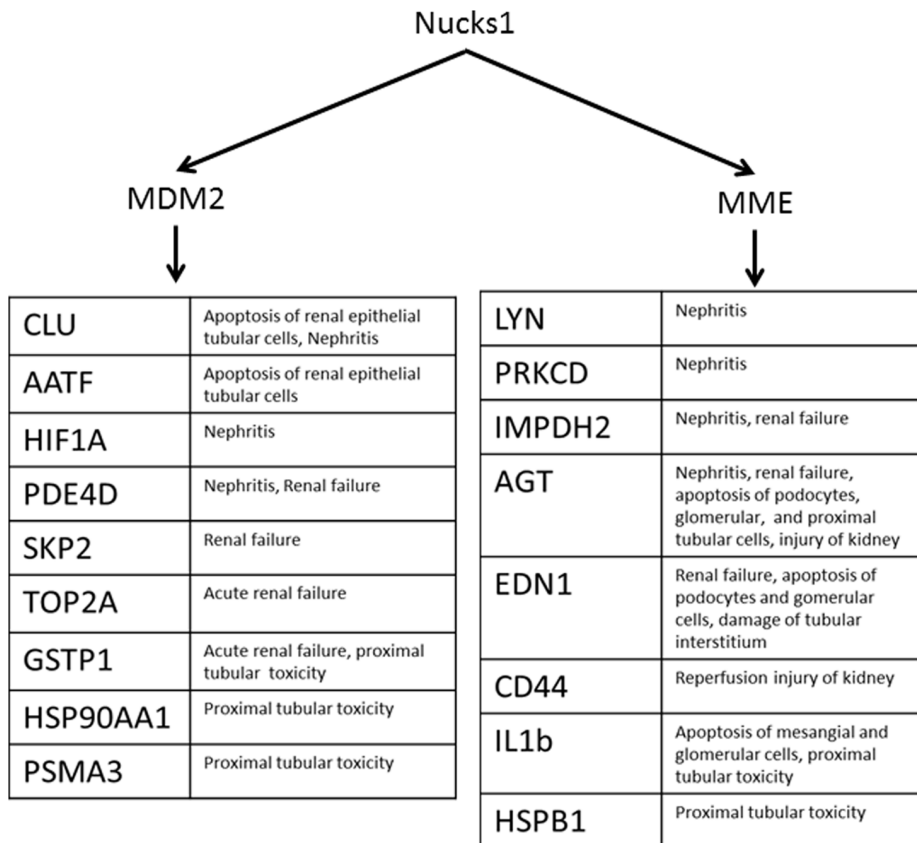 Nucks1
MDM2
MME
CLU
Apoptosis of renal epithelial
tubular cells, Nephritis
AATF
Apoptosis of renal epithelial
tubular cells
HIF1A
Nephritis
PDE4D
Nephritis, Renal failure
SKP2
Renal failure
TOP2A
Acute renal failure
GSTP1
Acute renal failure, proximal
tubular toxicity
HSP90AA1
Proximal tubular toxicity
PSMA3
Proximal tubular toxicity
LYN
Nephritis
PRKCD
Nephritis
IMPDH2
Nephritis, renal failure
AGT
Nephritis, renal failure,
apoptosis of podocytes,
glomerular, and proximal
tubular cells, injury of kidney
EDN1
Renal failure, apoptosis of
podocytes and gomerular
cells, damage of tubular
interstitium
CD44
Reperfusion injury of kidney
IL1b
Apoptosis of mesangial and
glomerular cells, proximal
tubular toxicity
HSPB1
Proximal tubular toxicity